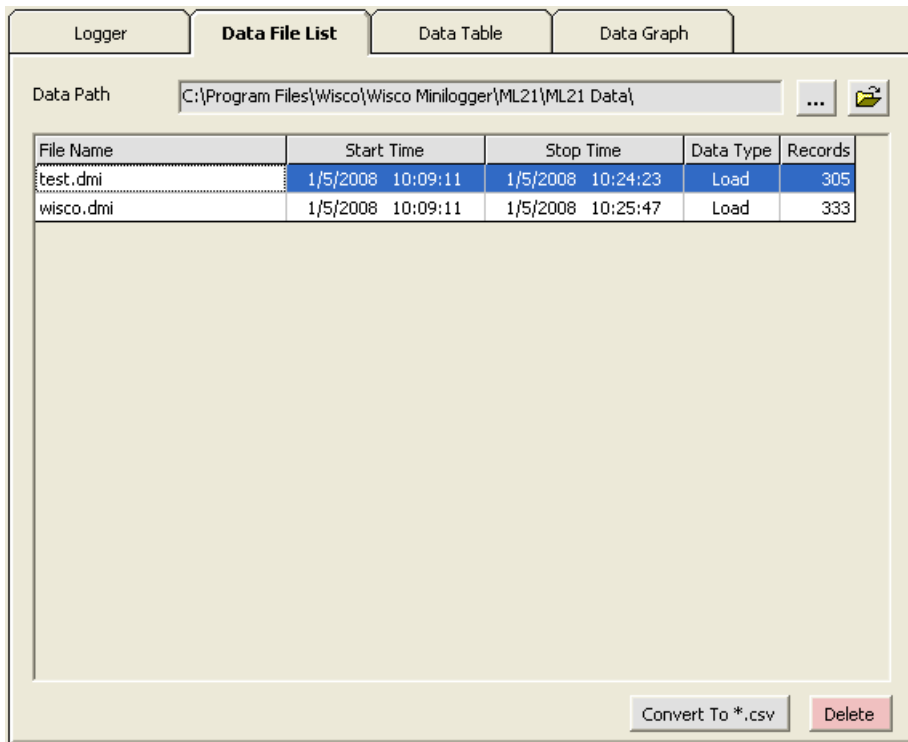 Logger Data File List Data Table Data Graph
Data Path C:\Program Files\Wisco\Wisco Minilogger\ML21\ML21 Data\ ...
File Name Start Time Stop Time Data Type Records
test.dmi 1/5/2008 10:09:11 1/5/2008 10:24:23 Load 305
wisco.dmi 1/5/2008 10:09:11 1/5/2008 10:25:47 Load 333
Convert To *.csv Delete